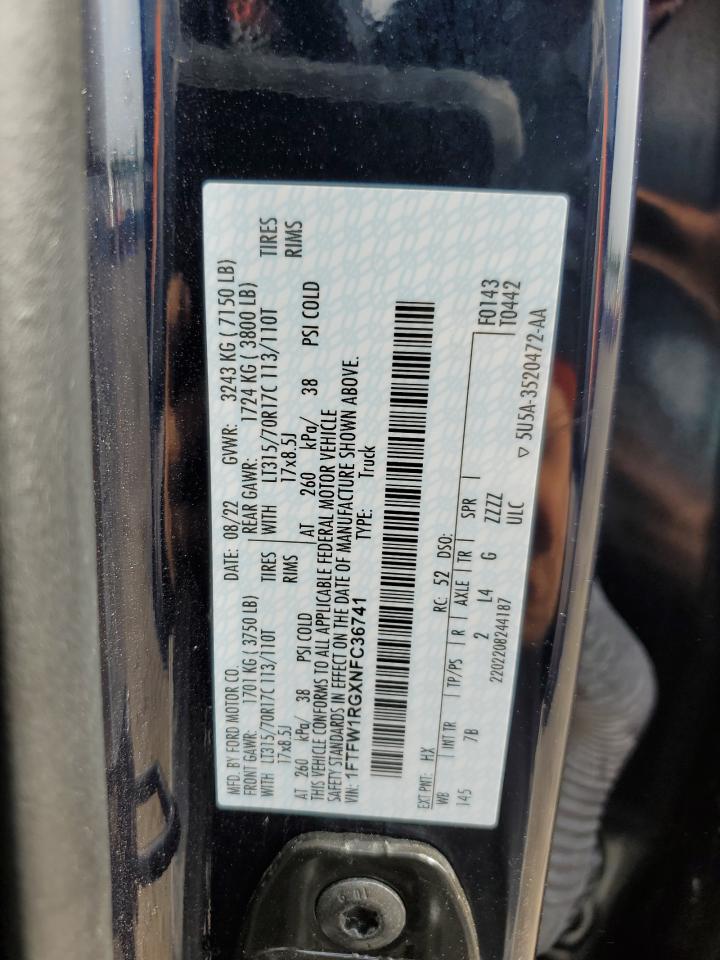 MFD. BY FORD MOTOR CO.
DATE: 08/22 GVWR: 3243 KG ( 7150 LB)
FRONT GAWR: 1701 KG ( 3750 LB) REAR GAWR: 1724 KG ( 3800 LB)
WITH LT315/70R17C 113/110T TIRES WITH LT315/70R17C 113/110T TIRES
17x8.5J RIMS 17x8.5J RIMS
AT 260 kPa/ 38 PSI COLD AT 260 kPa/ 38 PSI COLD
THIS VEHICLE CONFORMS TO ALL APPLICABLE FEDERAL MOTOR VEHICLE
SAFETY STANDARDS IN EFFECT ON THE DATE OF MANUFACTURE SHOWN ABOVE.
VIN: 1FTFW1RGXNFC36741 TYPE: Truck
EXT PNT: HX RC: 52 DSO:
WB INT TR TP/PS R AXLE TR SPR F0143
145 7B 2 L4 G ZZZZ T0442
2202208244187 ULC
▽ 5U5A-3520472-AA
10.9